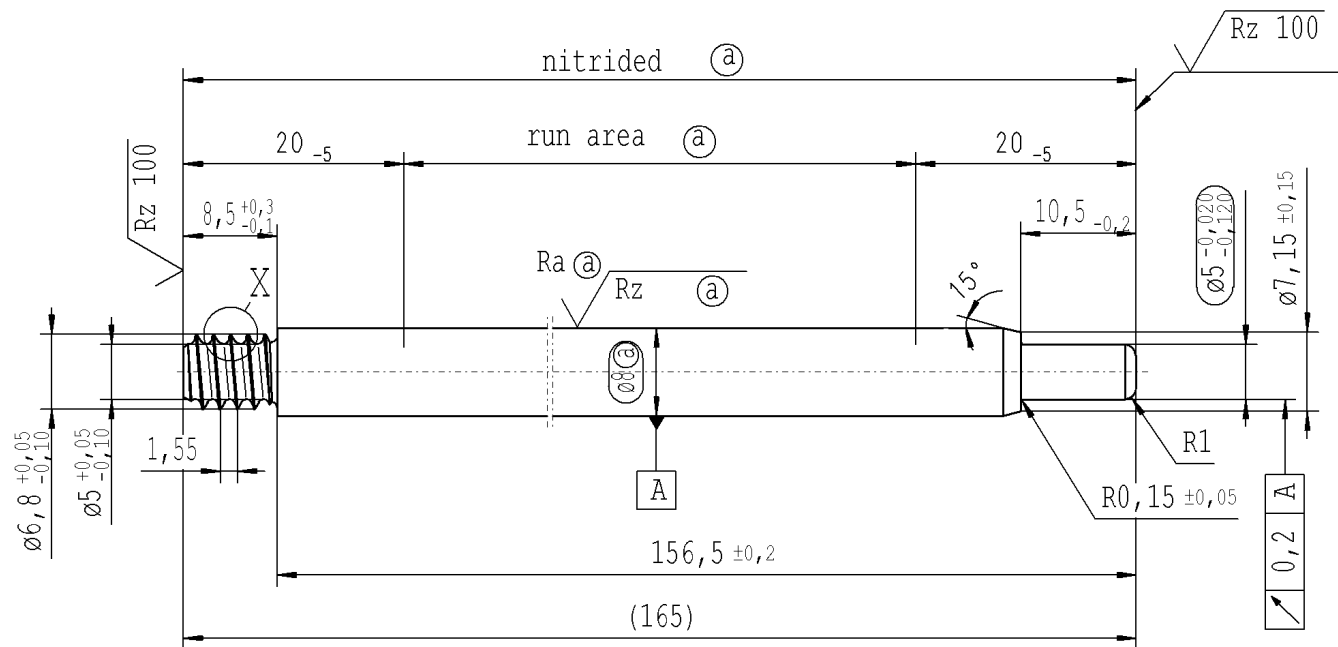 Rz 100
nitrided ⓐ
Rz 100
20 -5
run area ⓐ
20 -5
8,5 +0,3 -0,1
10,5 -0,2
ø5 -0,020 -0,120
ø7,15 ±0,15
X
Ra ⓐ
Rz ⓐ
15°
ø8 ⓐ
ø6,8 +0,05 -0,10
ø5 +0,05 -0,10
1,55
A
R1
R0,15 ±0,05
0,2 A
156,5 ±0,2
(165)